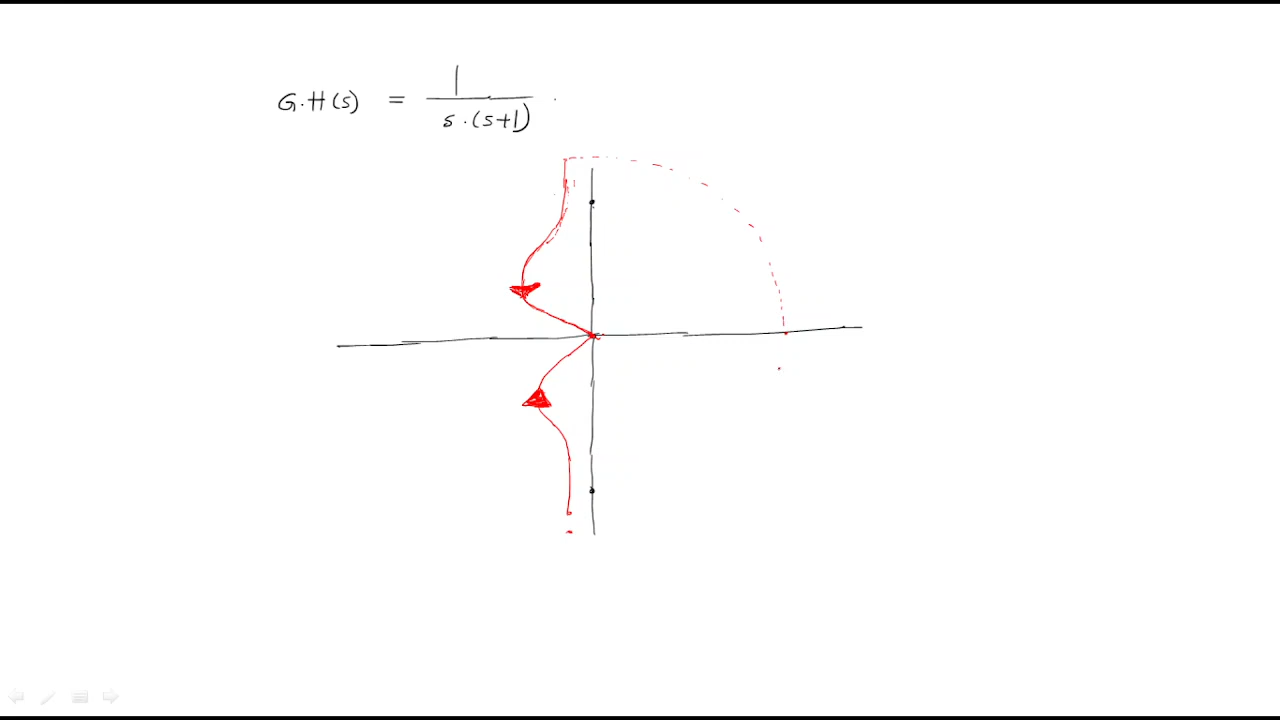 G.H(s) = 1 / s.(s+1)